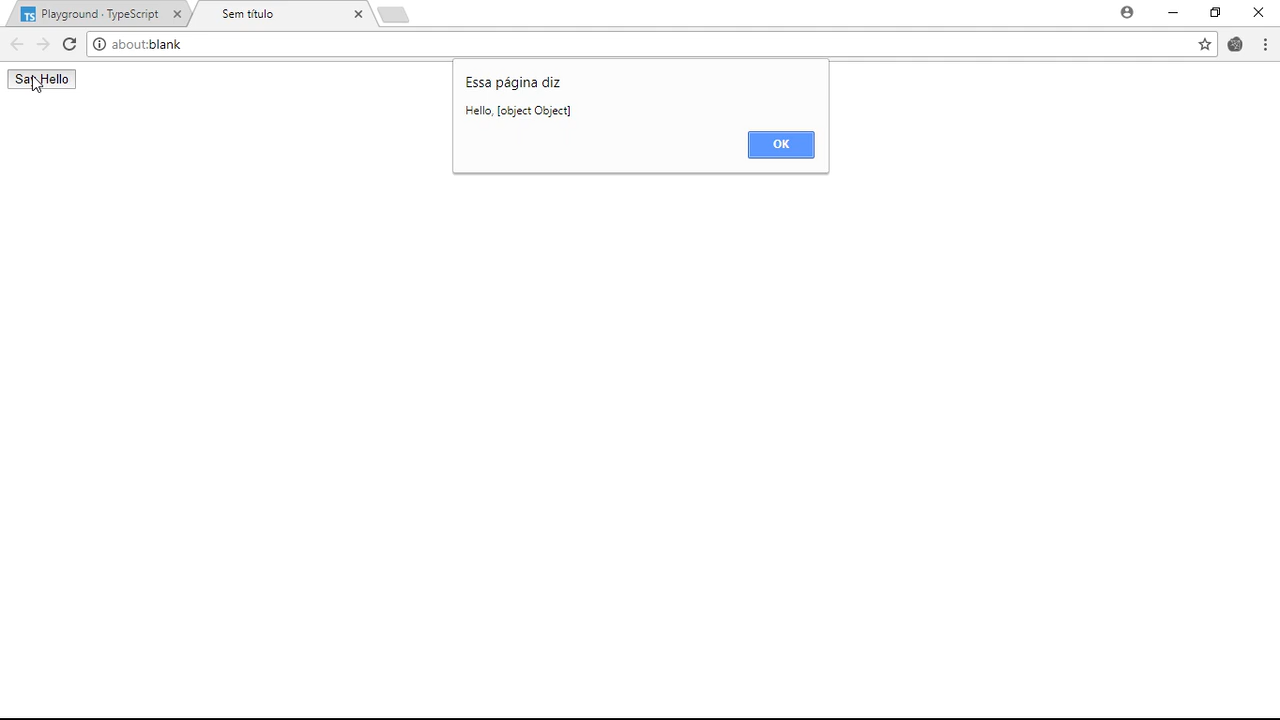 TS Playground · TypeScript
Sem título
about:blank
Say Hello
Essa página diz
Hello, [object Object]
OK